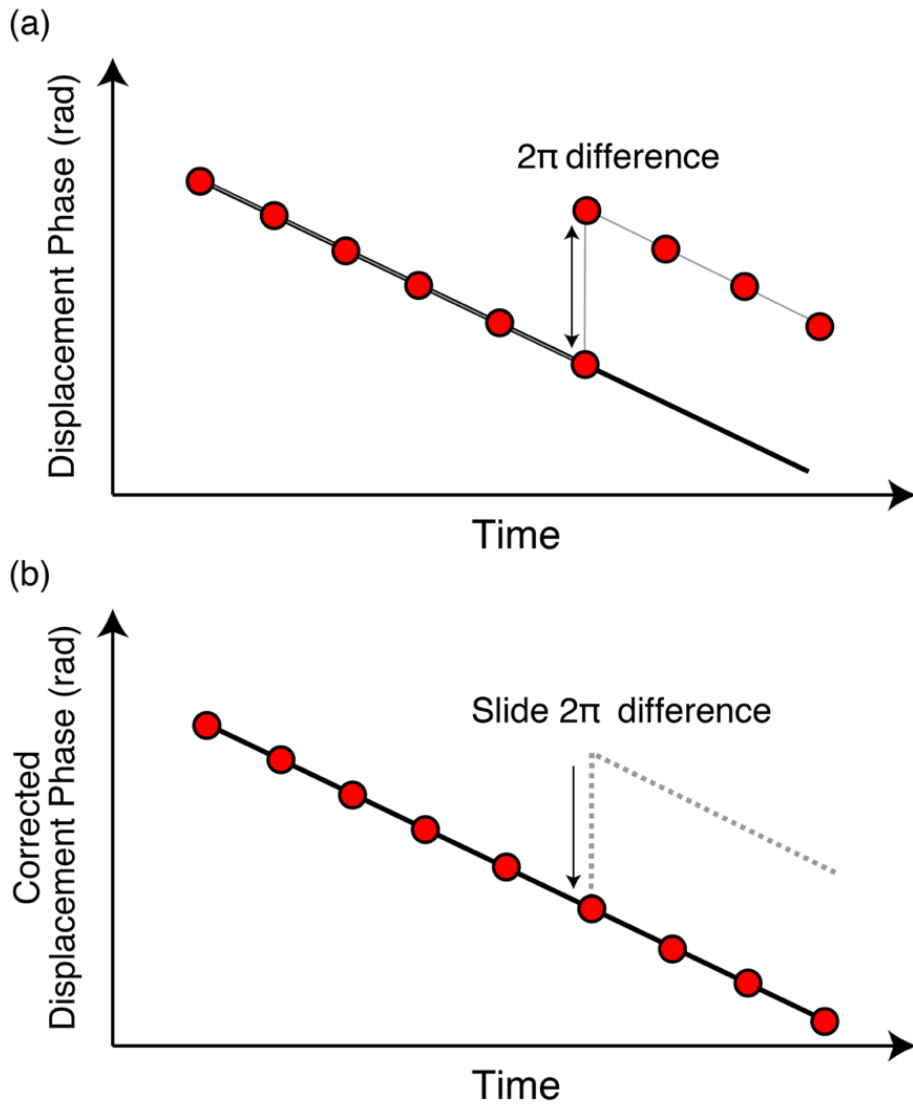 (a)
Displacement Phase (rad)
2π difference
Time
(b)
Corrected
Displacement Phase (rad)
Slide 2π difference
Time